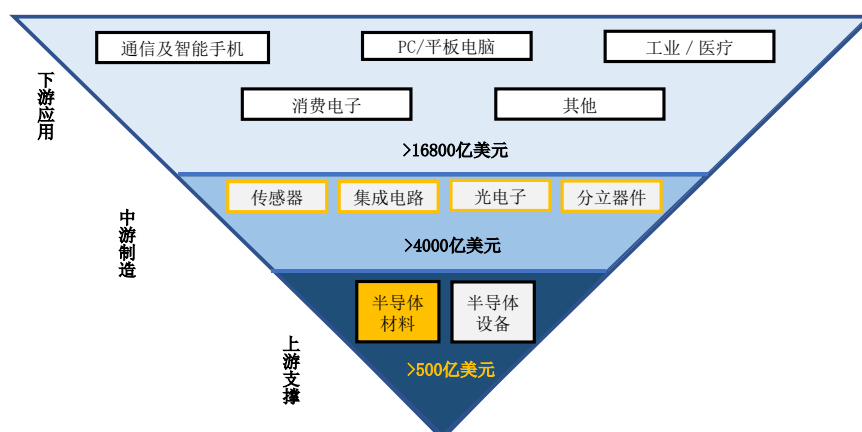 通信及智能手机
PC/平板电脑
工业／医疗
下游应用
消费电子
其他
>16800亿美元
传感器
集成电路
光电子
分立器件
中游制造
>4000亿美元
半导体
材料
半导体
设备
上游支撑
>500亿美元